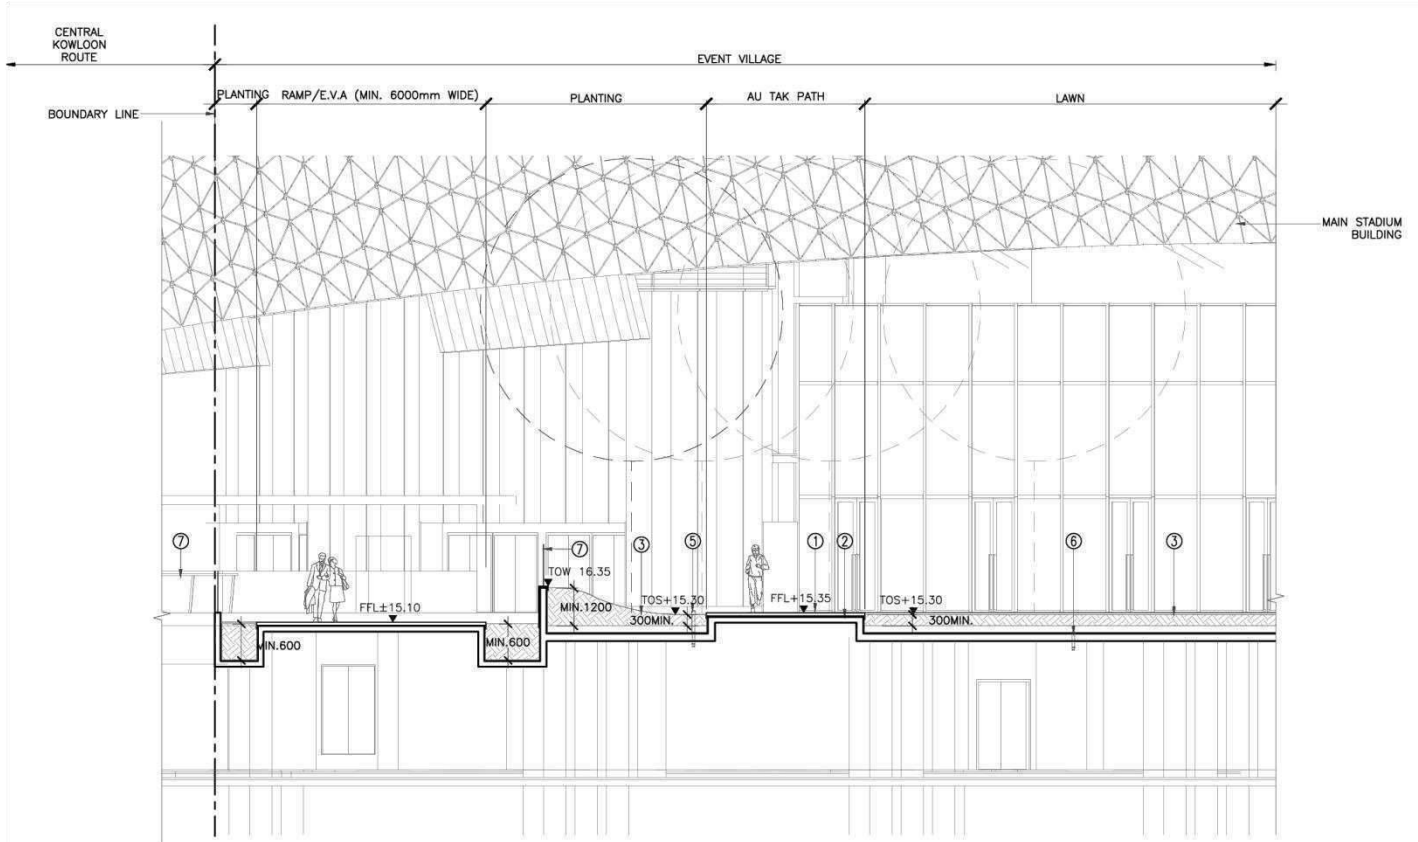 CENTRAL
KOWLOON
ROUTE
EVENT VILLAGE
PLANTING
RAMP/E.V.A (MIN. 6000mm WIDE)
PLANTING
AU TAK PATH
LAWN
BOUNDARY LINE
MAIN STADIUM
BUILDING
⑦
⑦
③
⑤
①
②
⑥
③
TOW 16.35
FFL±15.10
MIN.1200
TOS+15.30
300MIN.
FFL+15.35
TOS+15.30
300MIN.
MIN.600
MIN.600